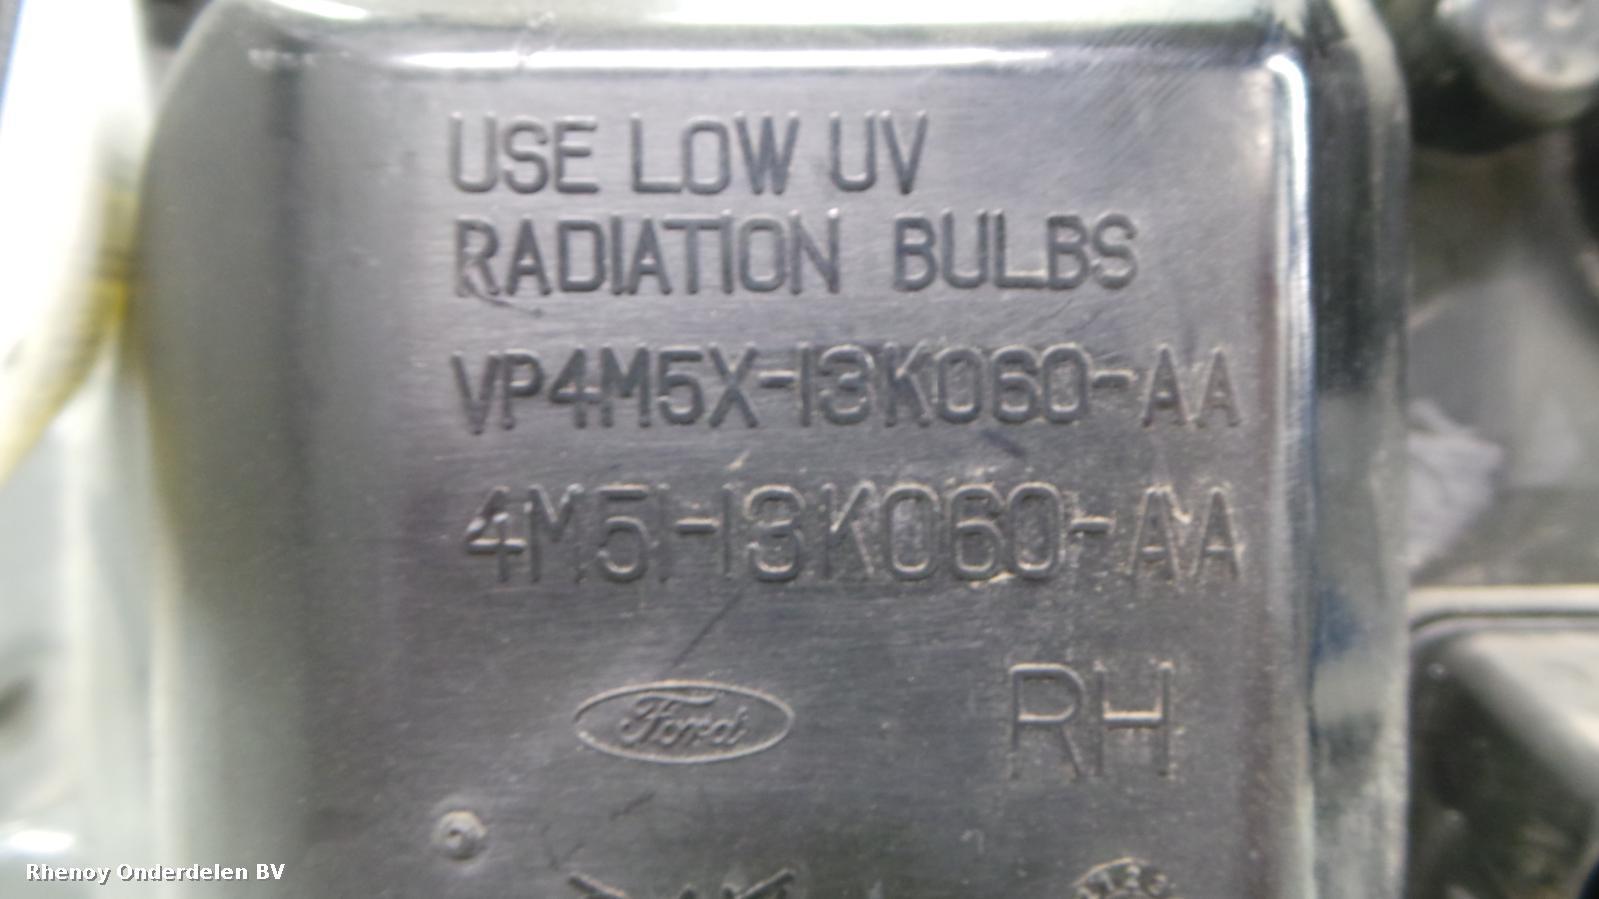 USE LOW UV
RADIATION BULBS
VP4M5X-13K060-AA
4M51-13K060-AA
Ford
RH
Rhenoy Onderdelen BV